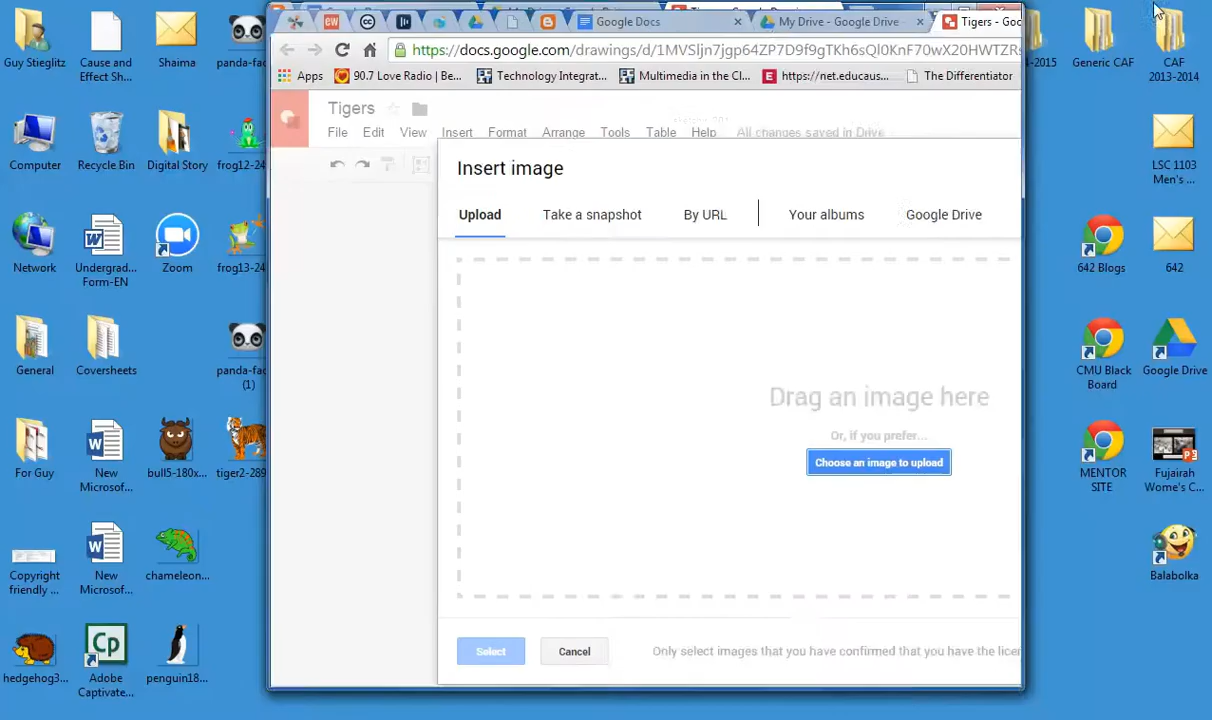 Google Docs
My Drive - Google Drive
Tigers - Goo
https://docs.google.com/drawings/d/1MVSljn7jgp64ZP7D9f9gTKh6sQl0KnF70wX20HWTZRs
Apps
90.7 Love Radio | Be...
Technology Integrat...
Multimedia in the Cl...
https://net.educaus...
The Differentiator
Tigers
File Edit View Insert Format Arrange Tools Table Help All changes saved in Drive
Insert image
Upload Take a snapshot By URL Your albums Google Drive
Drag an image here
Or, if you prefer...
Choose an image to upload
Select Cancel Only select images that you have confirmed that you have the licen
Guy Stieglitz
Cause and
Effect Sh...
Shaima
panda-fac
Computer
Recycle Bin
Digital Story
frog12-24
Network
Undergrad...
Form-EN
Zoom
frog13-24
General
Coversheets
panda-fac
(1)
For Guy
New
Microsof...
bull5-180x...
tiger2-289
Copyright
friendly ...
New
Microsof...
chameleon...
hedgehog3...
Adobe
Captivate...
penguin18...
4-2015
Generic CAF
CAF
2013-2014
LSC 1103
Men's ...
642 Blogs
642
CMU Black
Board
Google Drive
MENTOR
SITE
Fujairah
Wome's C...
Balabolka